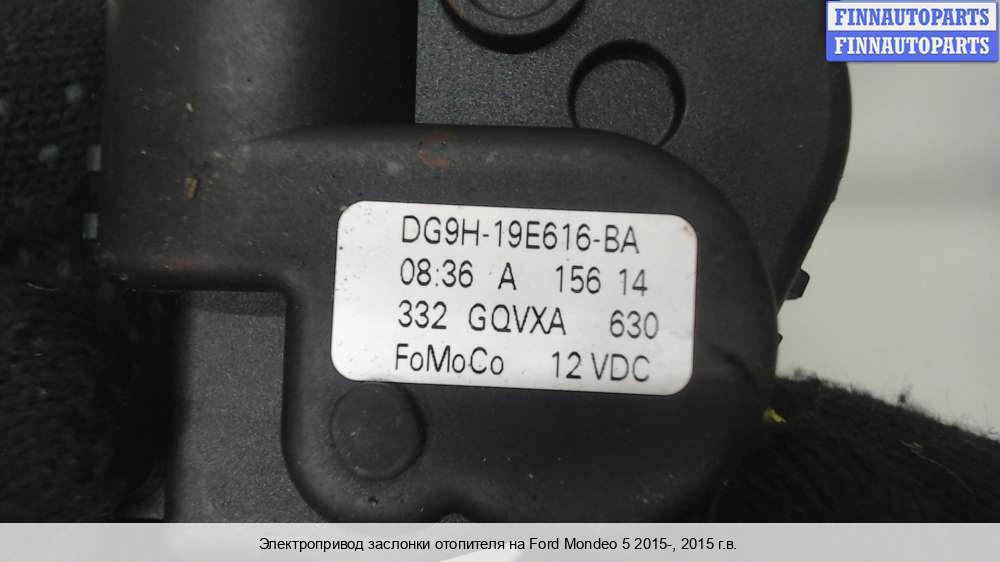 FINNAUTOPARTS
FINNAUTOPARTS
DG9H-19E616-BA
08:36 A 156 14
332 GQVXA 630
FoMoCo 12 VDC
Электропривод заслонки отопителя на Ford Mondeo 5 2015-, 2015 г.в.